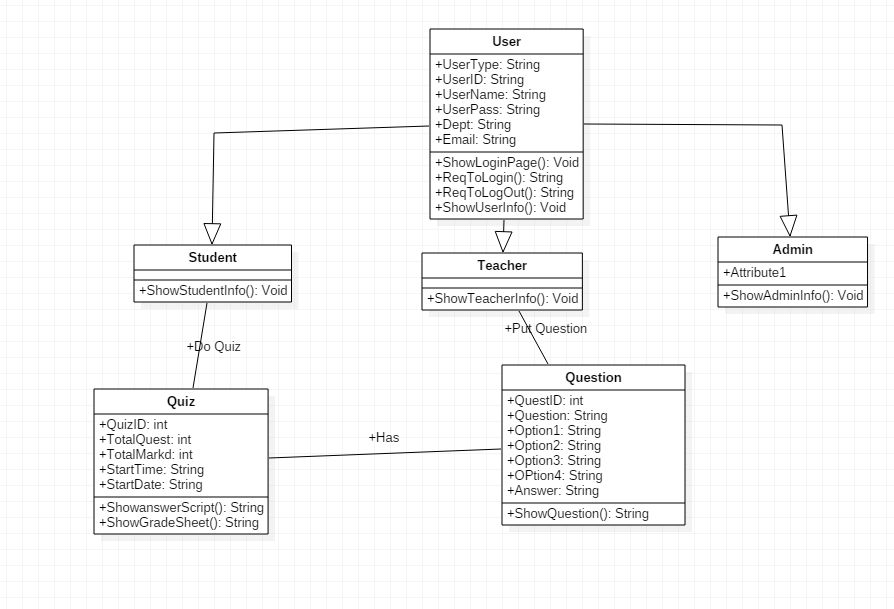 User
+UserType: String
+UserID: String
+UserName: String
+UserPass: String
+Dept: String
+Email: String
+ShowLoginPage(): Void
+ReqToLogin(): String
+ReqToLogOut(): String
+ShowUserInfo(): Void
Student
+ShowStudentInfo(): Void
Teacher
+ShowTeacherInfo(): Void
Admin
+Attribute1
+ShowAdminInfo(): Void
+Do Quiz
+Put Question
Quiz
+QuizID: int
+TotalQuest: int
+TotalMarkd: int
+StartTime: String
+StartDate: String
+ShowanswerScript(): String
+ShowGradeSheet(): String
+Has
Question
+QuestID: int
+Question: String
+Option1: String
+Option2: String
+Option3: String
+OPtion4: String
+Answer: String
+ShowQuestion(): String